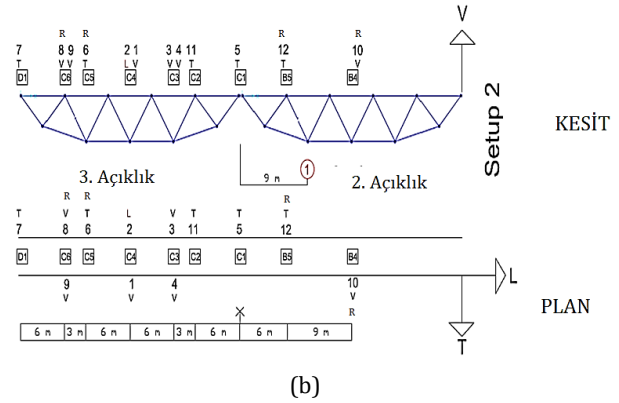 V
R R R R
7 8 9 6 2 1 3 4 11 5 12 10
T V V T L V V V T T T V
D1 C6 C5 C4 C3 C2 C1 B5 B4
Setup 2
KESİT
3. Açıklık
9 m
1
2. Açıklık
R R R
T V T L V T T T
7 8 6 2 3 11 5 12
D1 C6 C5 C4 C3 C2 C1 B5 B4
L
9 1 4 10
V V V V
R
PLAN
T
X
6 m 3 m 6 m 6 m 3 m 6 m 6 m 9 m
(b)